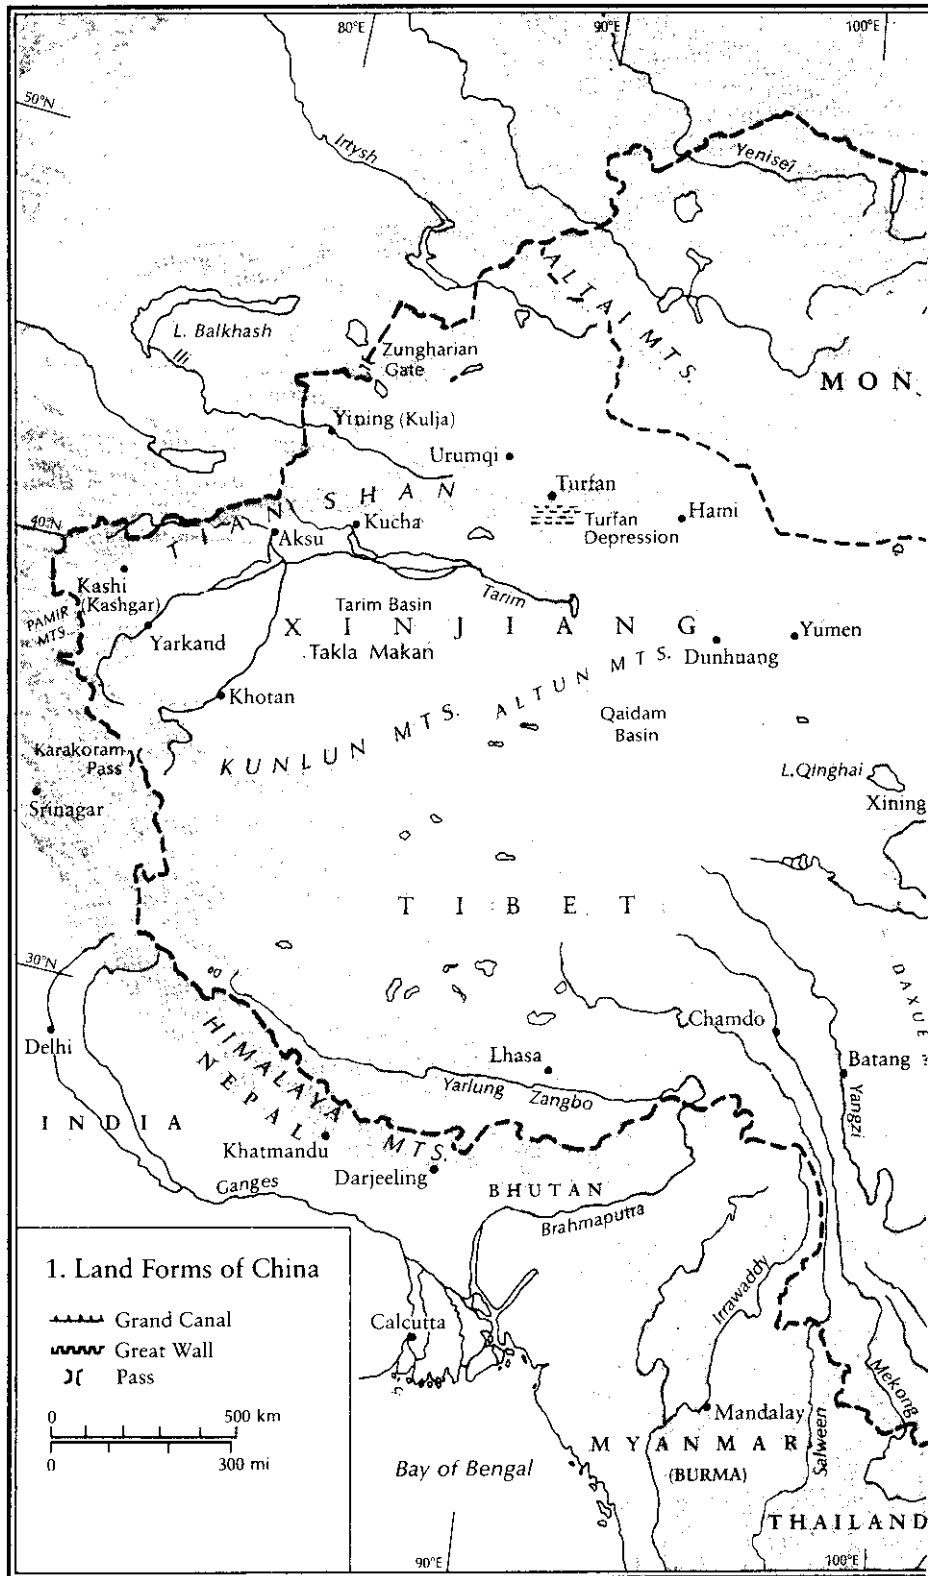 80°E
90°E
100°E
50°N
Irtysh
Yenisei
ALTAI MTS.
L. Balkhash
Ili
Zungharian
Gate
MON
Yining (Kulja)
Urumqi
TIAN SHAN
Turfan
Turfan
Depression
Hami
40°N
Kucha
Aksu
Kashi
(Kashgar)
PAMIR
MTS.
Tarim
Tarim Basin
XINJIANG
Takla Makan
Yarkand
Yumen
Dunhuang
Khotan
KUNLUN MTS.
ALTUN MTS.
Qaidam
Basin
Karakoram
Pass
L.Qinghai
Xining
Srinagar
TIBET
30°N
DAXUE
HIMALAYA MTS.
NEPAL
Chamdo
Delhi
Lhasa
Batang
Yarlung Zangbo
Yangzi
INDIA
Khatmandu
Darjeeling
Ganges
BHUTAN
Brahmaputra
Irrawaddy
1. Land Forms of China
Grand Canal
Great Wall
Pass
0 500 km
0 300 mi
Calcutta
Mekong
Mandalay
Salween
MYANMAR
(BURMA)
Bay of Bengal
THAILAND
90°E
100°E